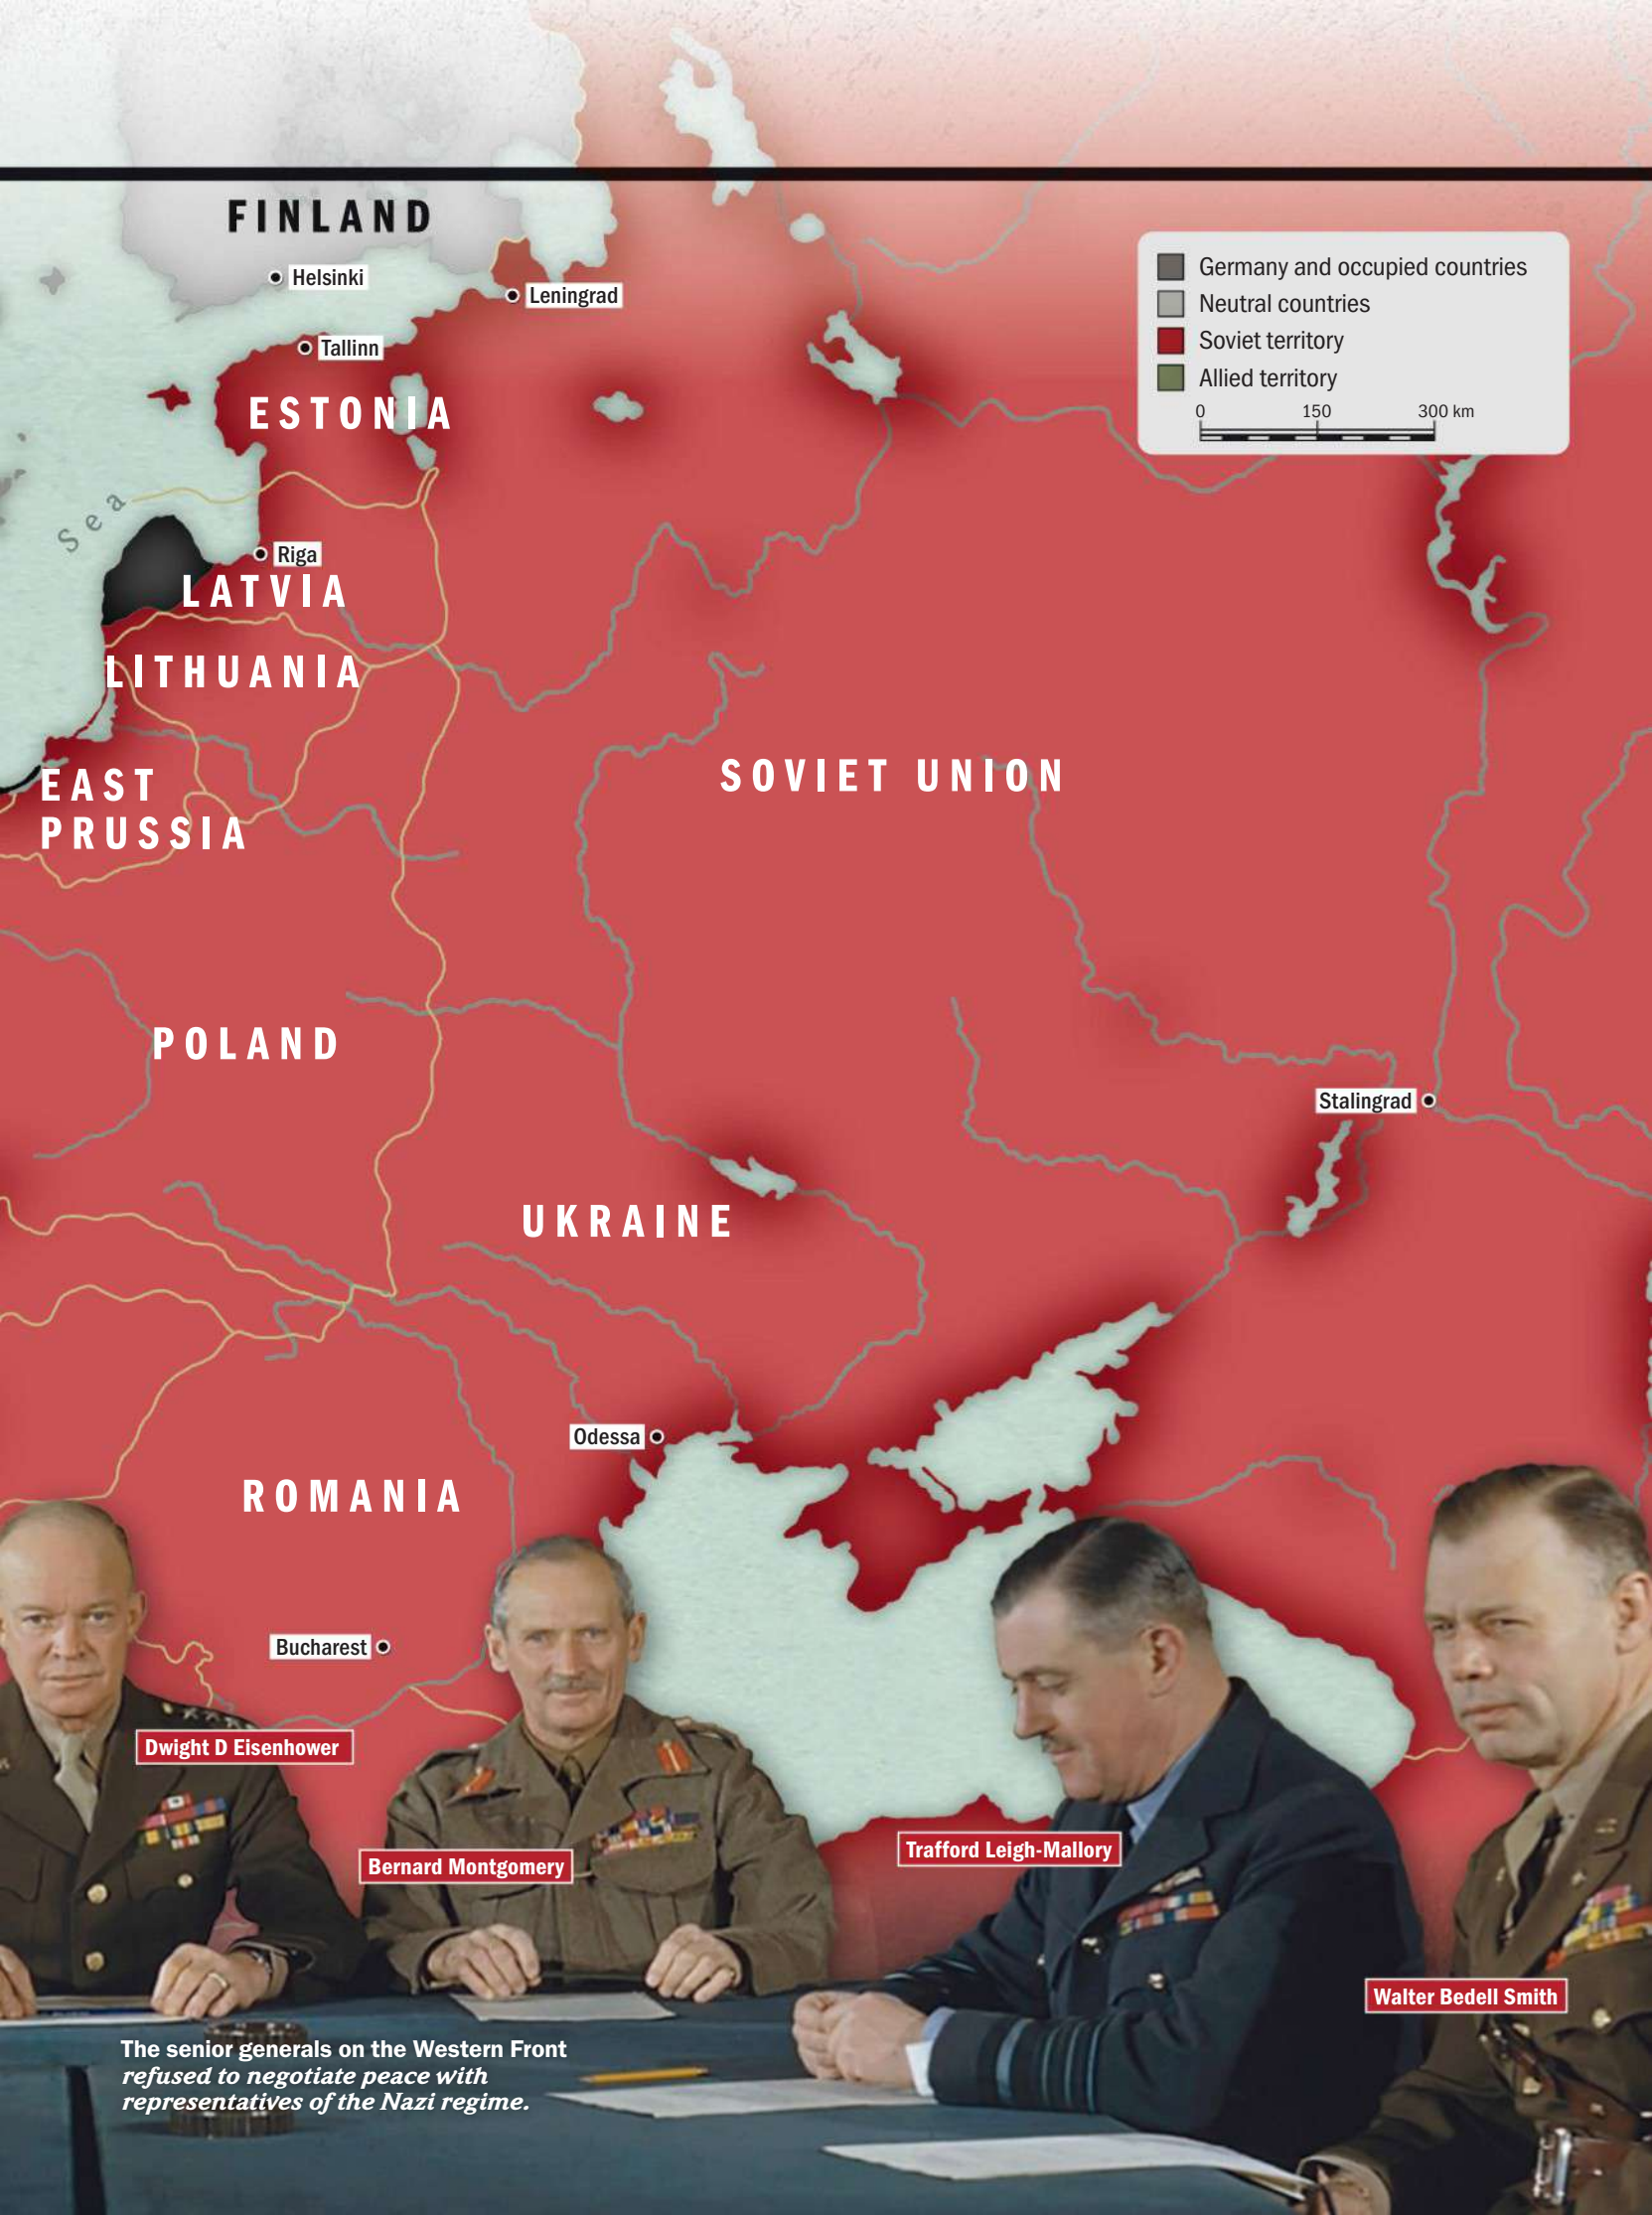 FINLAND
Helsinki
Leningrad
Germany and occupied countries
Neutral countries
Soviet territory
Allied territory
0 150 300 km
Tallinn
ESTONIA
Sea
Riga
LATVIA
LITHUANIA
EAST
PRUSSIA
SOVIET UNION
POLAND
Stalingrad
UKRAINE
Odessa
ROMANIA
Bucharest
Dwight D Eisenhower
Bernard Montgomery
Trafford Leigh-Mallory
Walter Bedell Smith
The senior generals on the Western Front
refused to negotiate peace with
representatives of the Nazi regime.